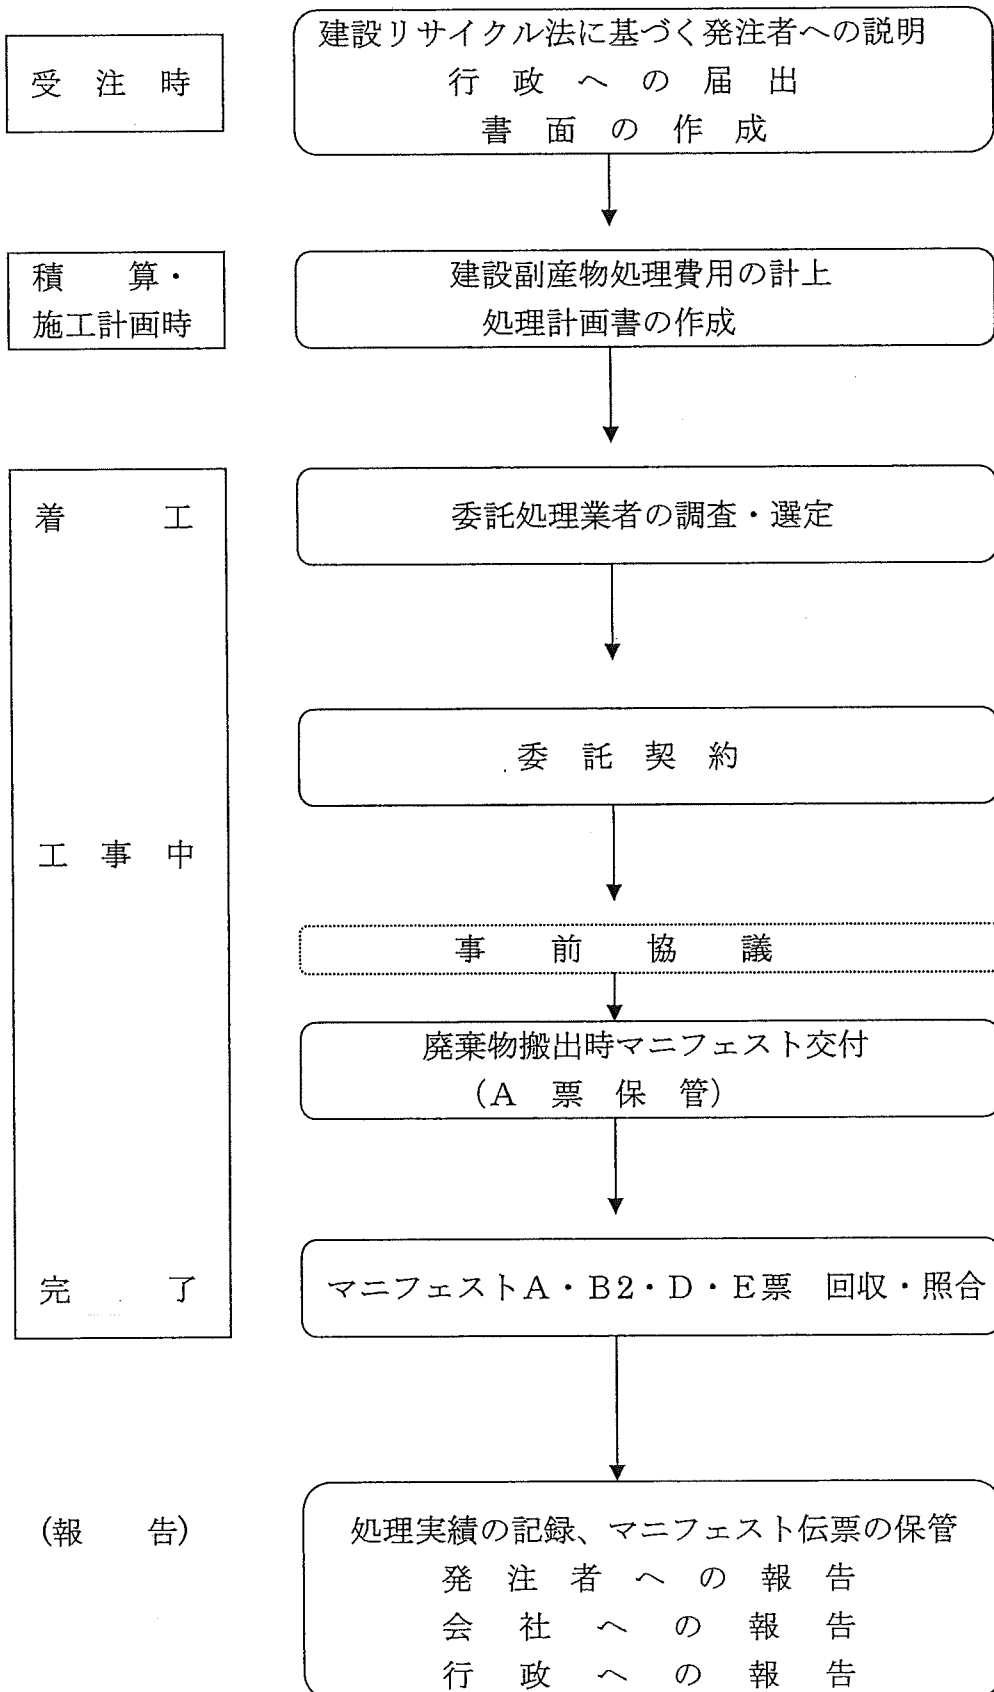 受注時
建設リサイクル法に基づく発注者への説明
行政への届出
書面の作成
積算・
施工計画時
建設副産物処理費用の計上
処理計画書の作成
着工
委託処理業者の調査・選定
委託契約
工事中
事前協議
廃棄物搬出時マニフェスト交付
(A票保管)
完了
マニフェストA・B2・D・E票 回収・照合
(報告)
処理実績の記録、マニフェスト伝票の保管
発注者への報告
会社への報告
行政への報告